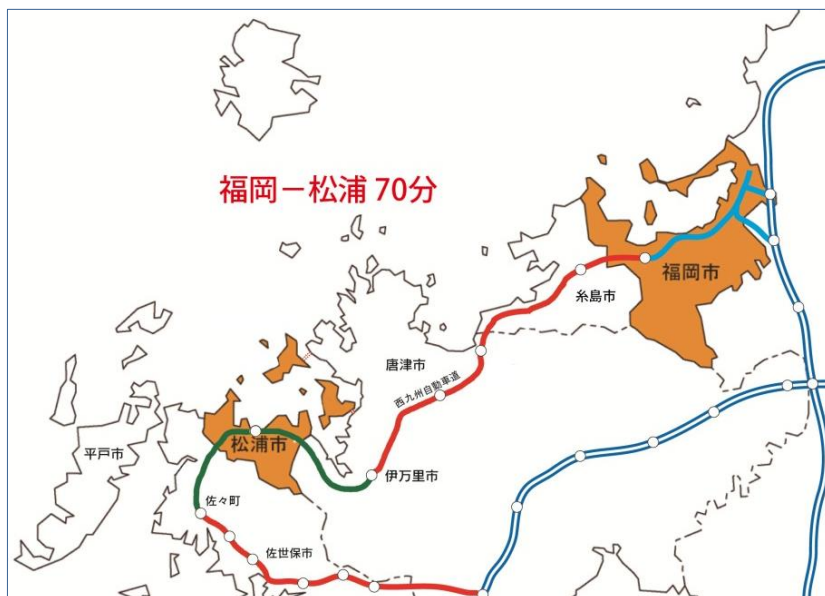 福岡－松浦 70分
福岡市
糸島市
唐津市
西九州自動車道
松浦市
平戸市
伊万里市
佐々町
佐世保市